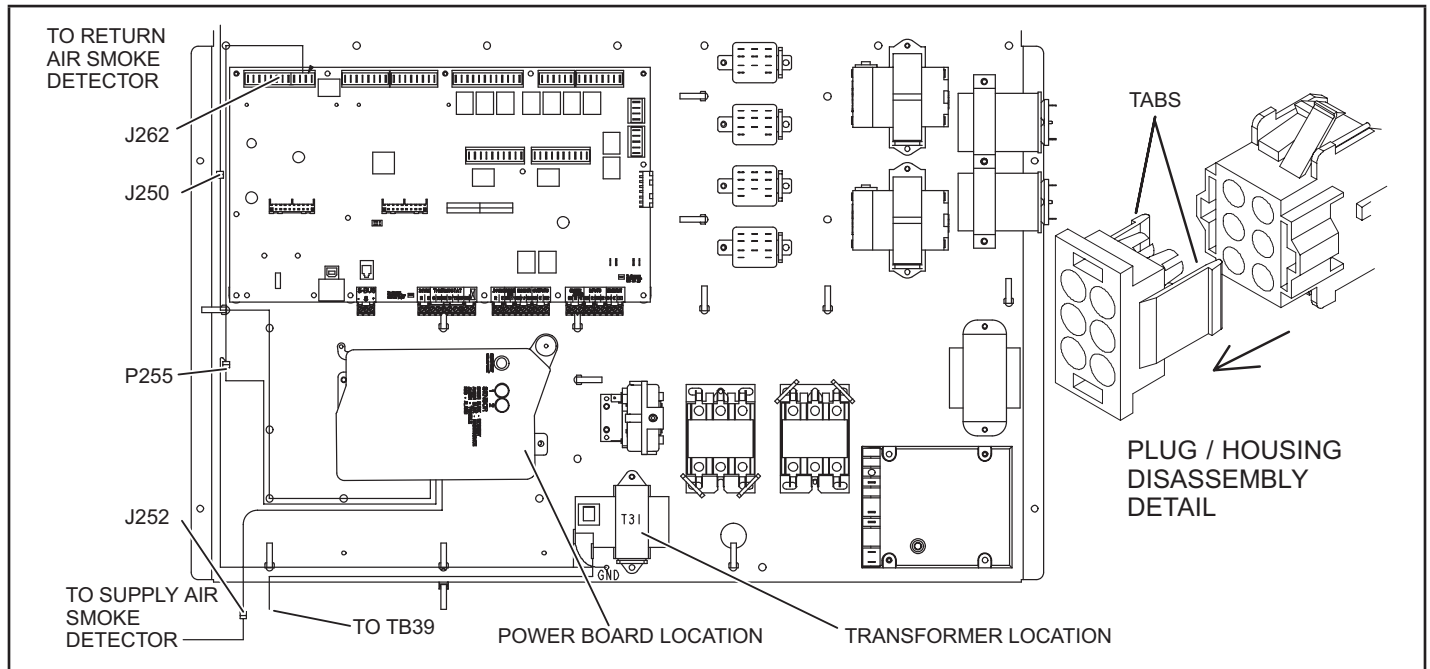 TO RETURN
AIR SMOKE
DETECTOR
J262
J250
P255
J252
TO SUPPLY AIR
SMOKE
DETECTOR
TO TB39
POWER BOARD LOCATION
TRANSFORMER LOCATION
T31
GND
TABS
PLUG / HOUSING
DISASSEMBLY
DETAIL